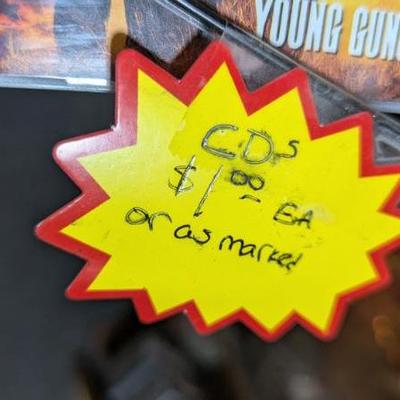 YOUNG GUN
CDs
$1.00 EA
or as marked